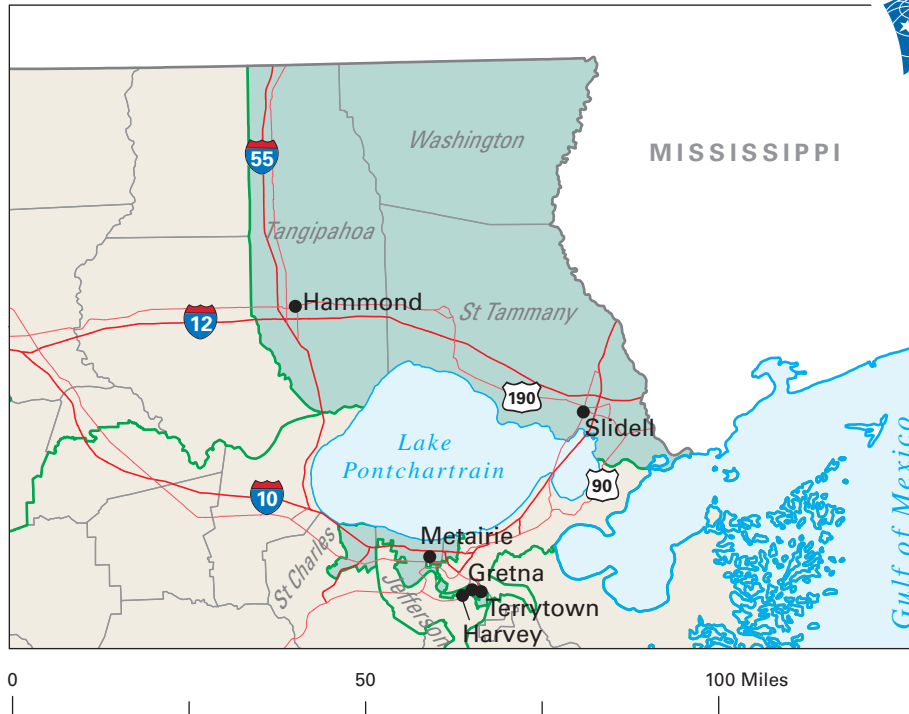 Washington
MISSISSIPPI
55
Tangipahoa
Hammond
St Tammany
12
190
Slidell
Lake
Pontchartrain
90
10
Gulf of Mexico
Metairie
St Charles
Gretna
Jefferson
Terrytown
Harvey
0
50
100 Miles